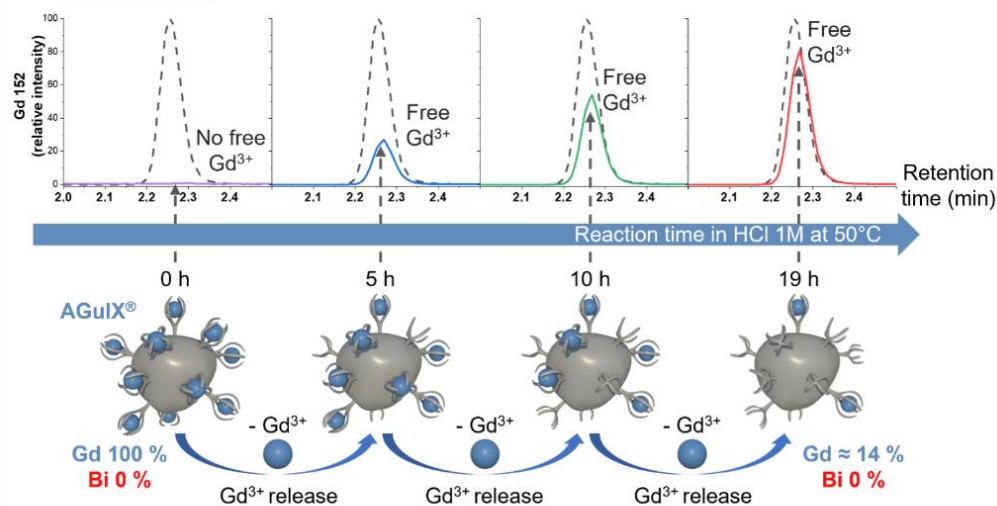 Gd 152
(relative intensity)
100
80
60
40
20
0
No free
Gd³⁺
Free
Gd³⁺
Free
Gd³⁺
Free
Gd³⁺
2.0 2.1 2.2 2.3 2.4
2.1 2.2 2.3 2.4
2.1 2.2 2.3 2.4
2.1 2.2 2.3 2.4
Retention
time (min)
Reaction time in HCl 1M at 50°C
0 h 5 h 10 h 19 h
AGuIX®
- Gd³⁺ - Gd³⁺ - Gd³⁺
Gd 100 %
Bi 0 %
Gd ≈ 14 %
Bi 0 %
Gd³⁺ release Gd³⁺ release Gd³⁺ release